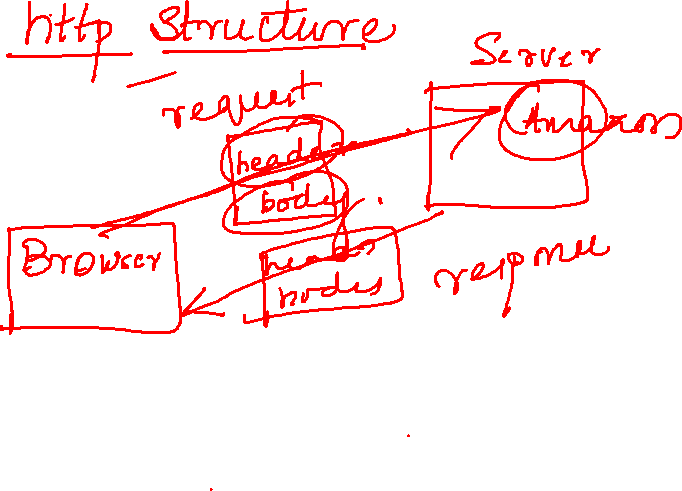 http Structure
Server
request
Amazon
header
body
Browser
header
body
response